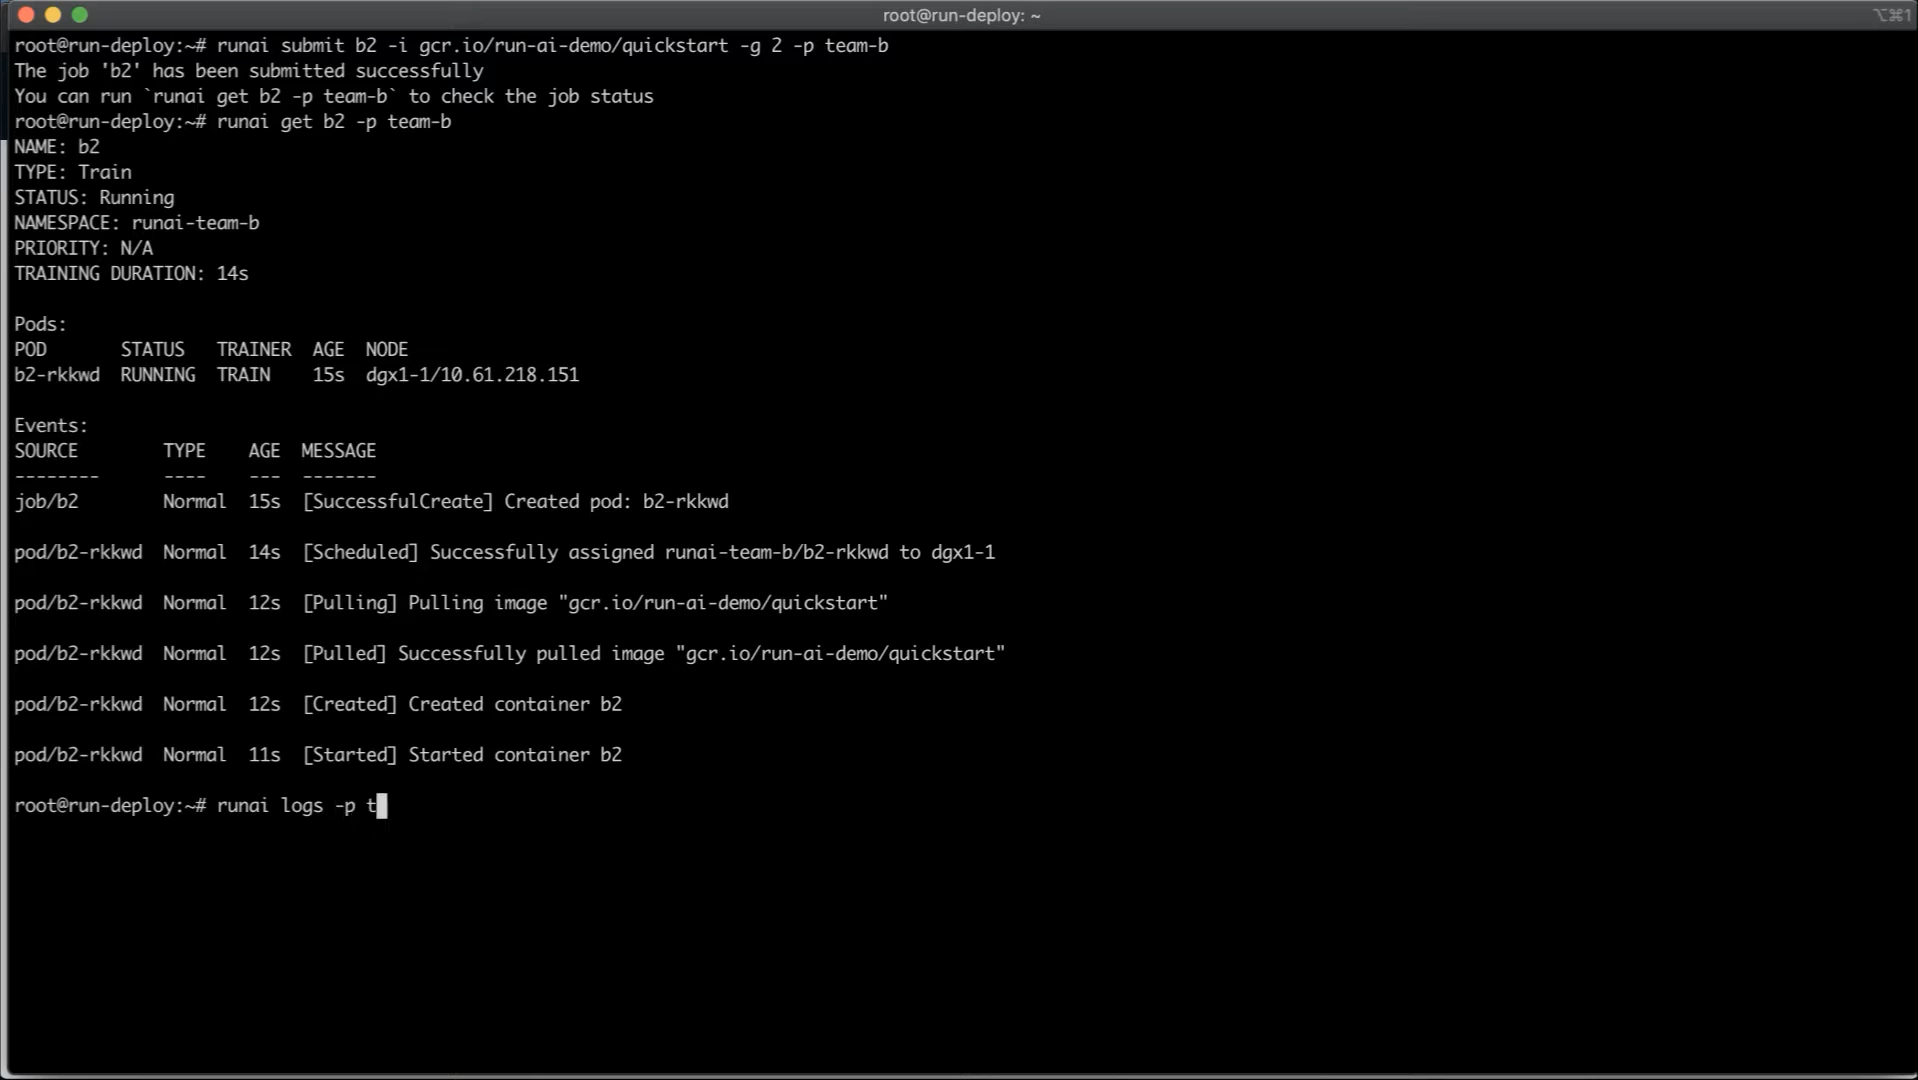 root@run-deploy: ~
⌥⌘1
root@run-deploy:~# runai submit b2 -i gcr.io/run-ai-demo/quickstart -g 2 -p team-b
The job 'b2' has been submitted successfully
You can run `runai get b2 -p team-b` to check the job status
root@run-deploy:~# runai get b2 -p team-b
NAME: b2
TYPE: Train
STATUS: Running
NAMESPACE: runai-team-b
PRIORITY: N/A
TRAINING DURATION: 14s
Pods:
POD STATUS TRAINER AGE NODE
b2-rkkwd RUNNING TRAIN 15s dgx1-1/10.61.218.151
Events:
SOURCE TYPE AGE MESSAGE
-------- ---- --- -------
job/b2 Normal 15s [SuccessfulCreate] Created pod: b2-rkkwd
pod/b2-rkkwd Normal 14s [Scheduled] Successfully assigned runai-team-b/b2-rkkwd to dgx1-1
pod/b2-rkkwd Normal 12s [Pulling] Pulling image "gcr.io/run-ai-demo/quickstart"
pod/b2-rkkwd Normal 12s [Pulled] Successfully pulled image "gcr.io/run-ai-demo/quickstart"
pod/b2-rkkwd Normal 12s [Created] Created container b2
pod/b2-rkkwd Normal 11s [Started] Started container b2
root@run-deploy:~# runai logs -p t